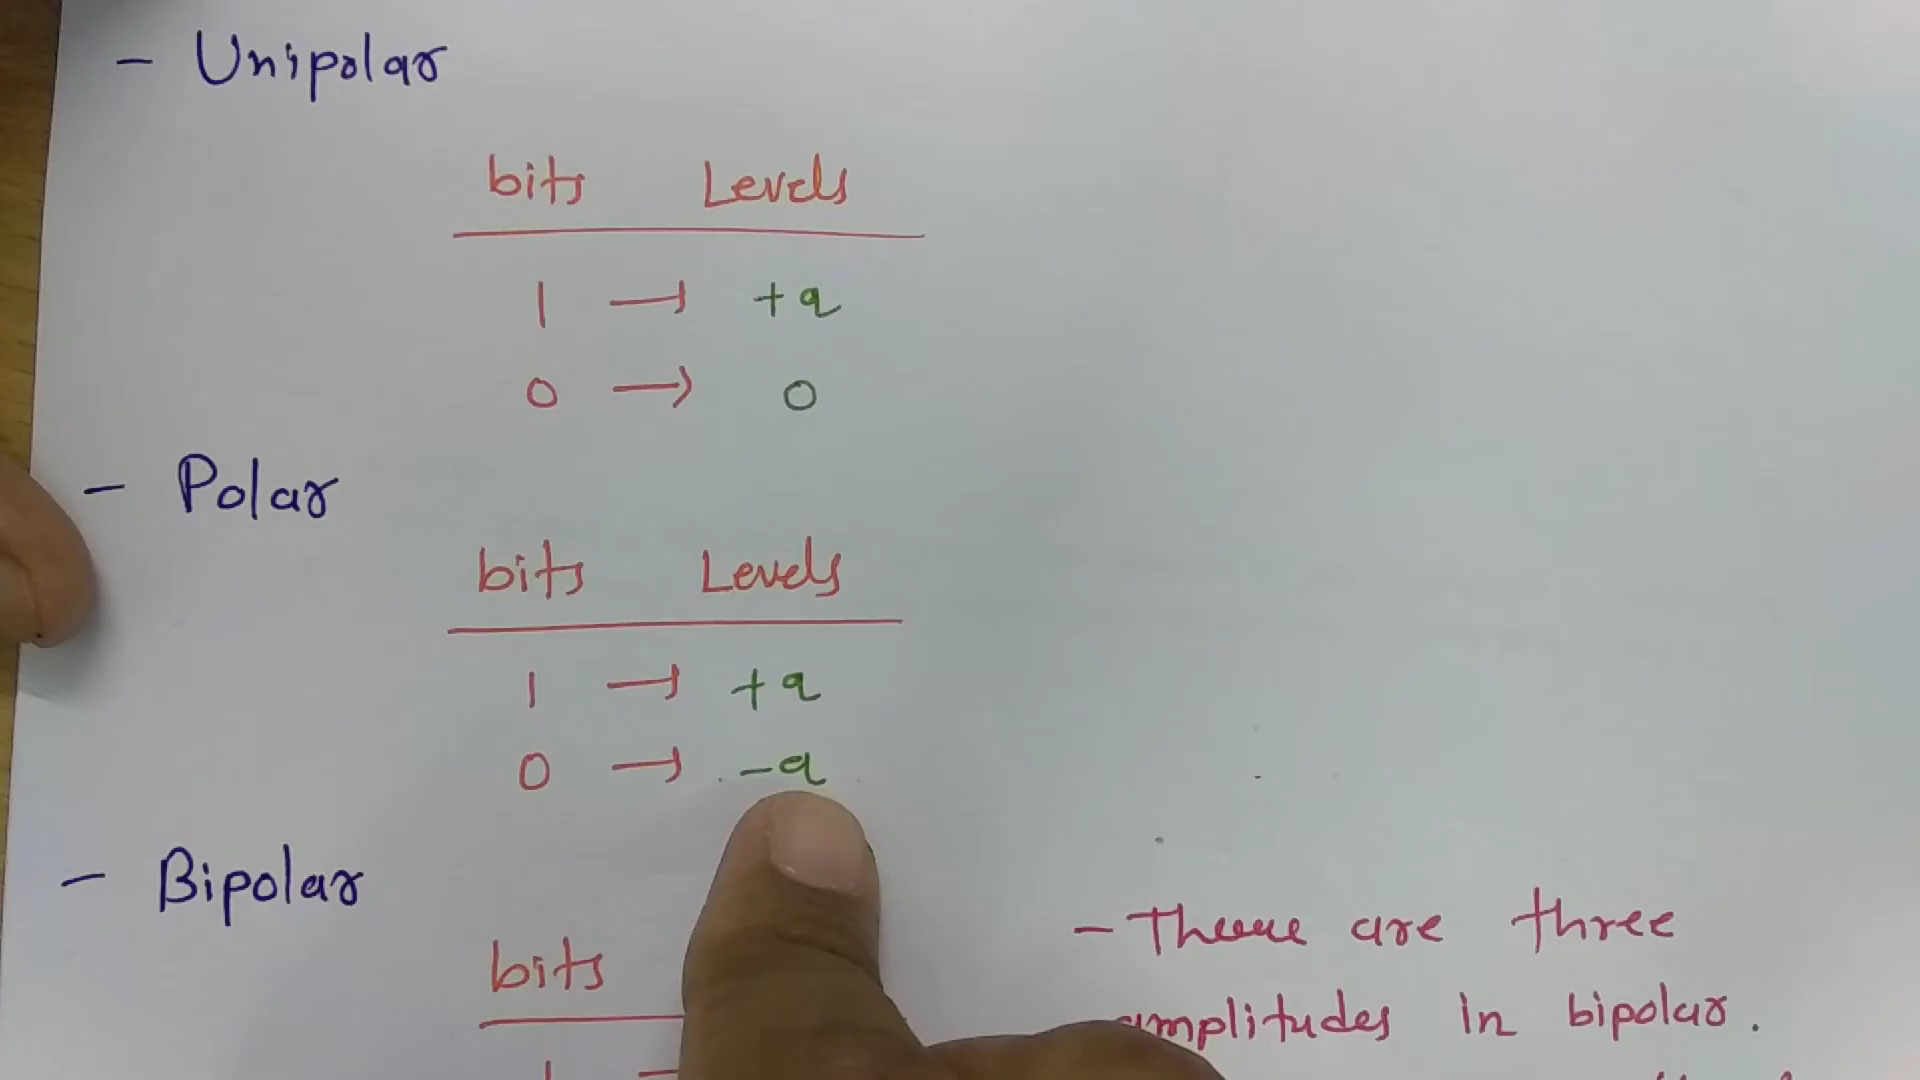 - Unipolar
bits Levels
1 → +a
0 → 0
- Polar
bits Levels
1 → +a
0 → -a
- Bipolar
bits
1
- There are three
amplitudes in bipolar.